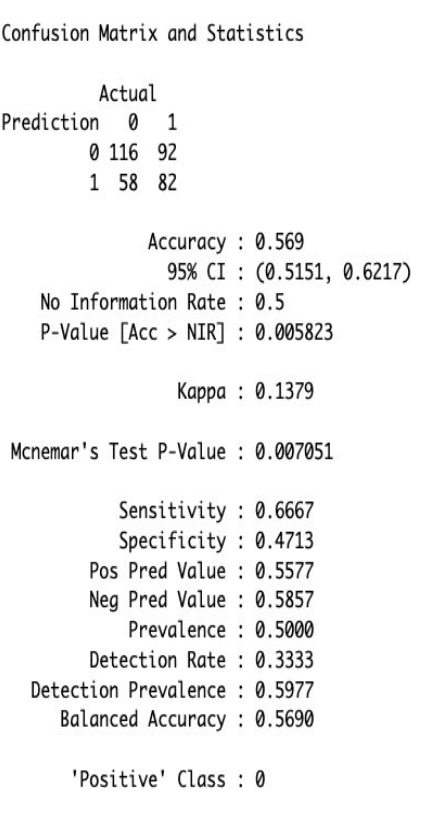 Confusion Matrix and Statistics
Actual
Prediction 0 1
0 116 92
1 58 82
Accuracy : 0.569
95% CI : (0.5151, 0.6217)
No Information Rate : 0.5
P-Value [Acc > NIR] : 0.005823
Kappa : 0.1379
Mcnemar's Test P-Value : 0.007051
Sensitivity : 0.6667
Specificity : 0.4713
Pos Pred Value : 0.5577
Neg Pred Value : 0.5857
Prevalence : 0.5000
Detection Rate : 0.3333
Detection Prevalence : 0.5977
Balanced Accuracy : 0.5690
'Positive' Class : 0